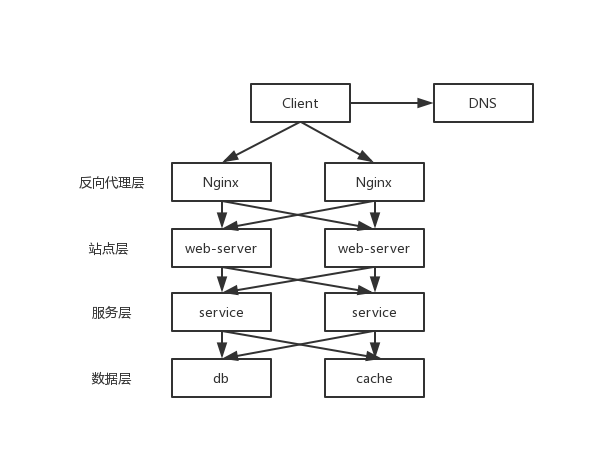 Client
DNS
反向代理层
Nginx
Nginx
站点层
web-server
web-server
服务层
service
service
数据层
db
cache